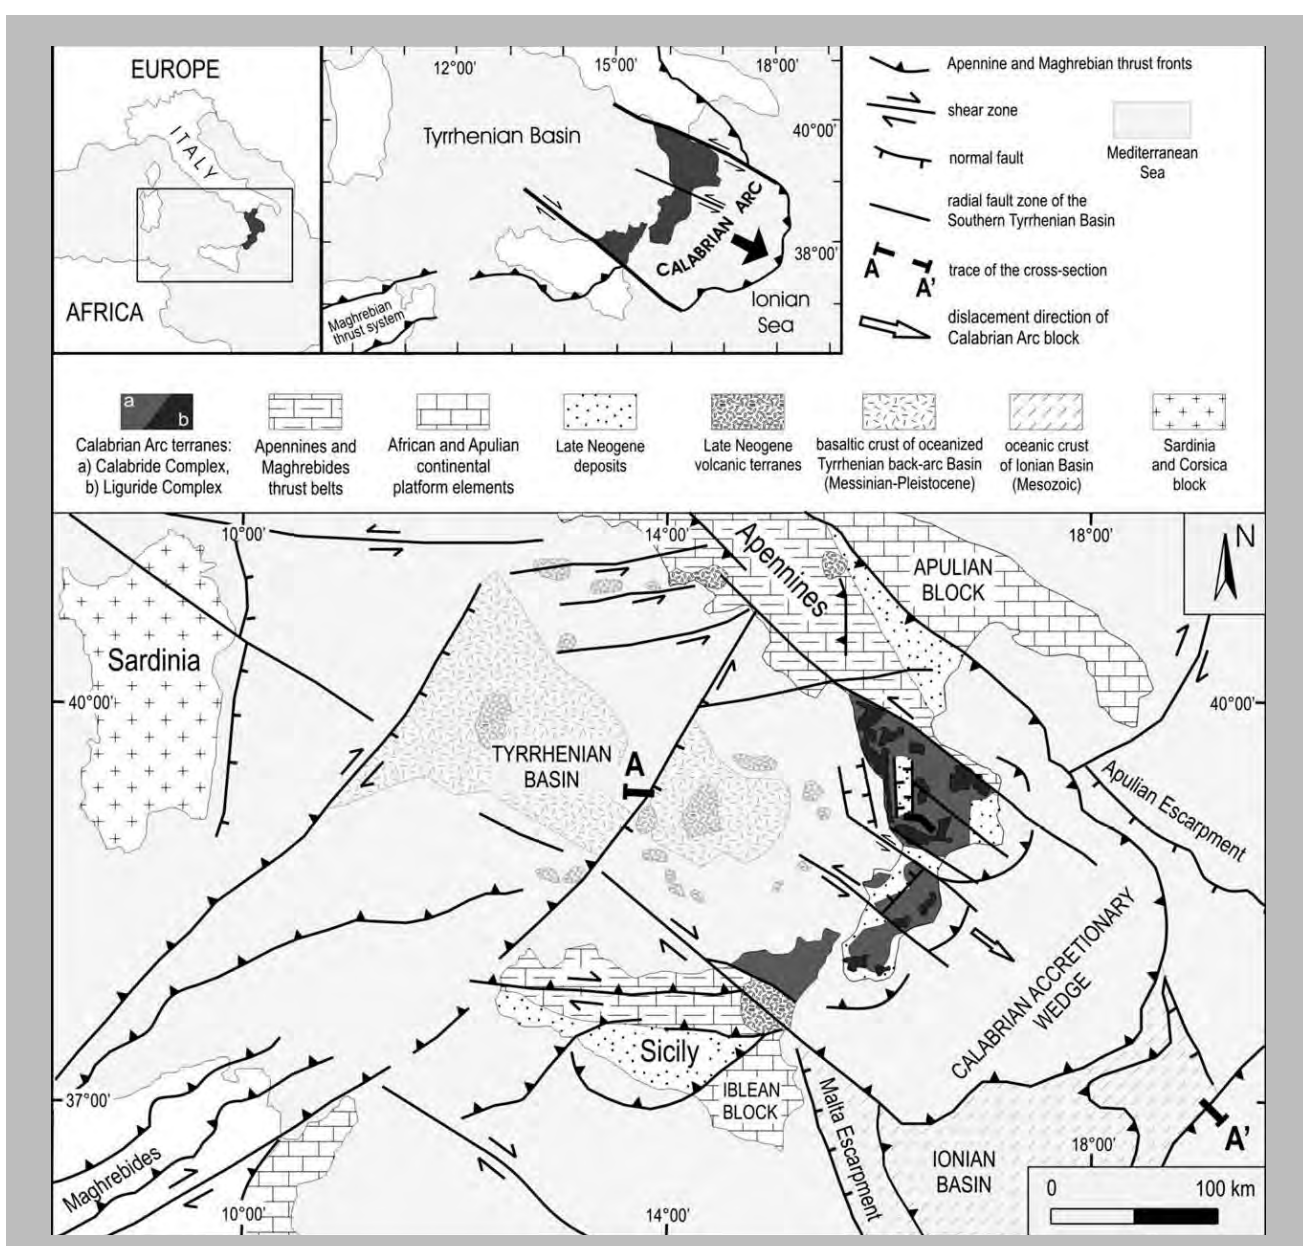 EUROPE
ITALY
AFRICA
12°00'
15°00'
18°00'
Tyrrhenian Basin
40°00'
CALABRIAN ARC
38°00'
Ionian
Sea
Maghrebian
thrust system
Apennine and Maghrebian thrust fronts
shear zone
normal fault
Mediterranean
Sea
radial fault zone of the
Southern Tyrrhenian Basin
A
A'
trace of the cross-section
dislacement direction of
Calabrian Arc block
a
b
Calabrian Arc terranes:
a) Calabride Complex,
b) Liguride Complex
Apennines and
Maghrebides
thrust belts
African and Apulian
continental
platform elements
Late Neogene
deposits
Late Neogene
volcanic terranes
basaltic crust of oceanized
Tyrrhenian back-arc Basin
(Messinian-Pleistocene)
oceanic crust
of Ionian Basin
(Mesozoic)
Sardinia
and Corsica
block
10°00'
14°00'
18°00'
N
Apennines
APULIAN
BLOCK
Sardinia
40°00'
40°00'
TYRRHENIAN
BASIN
A
Apulian Escarpment
CALABRIAN ACCRETIONARY
WEDGE
Sicily
IBLEAN
BLOCK
37°00'
Malta Escarpment
A'
18°00'
IONIAN
BASIN
Maghrebides
10°00'
14°00'
0
100 km